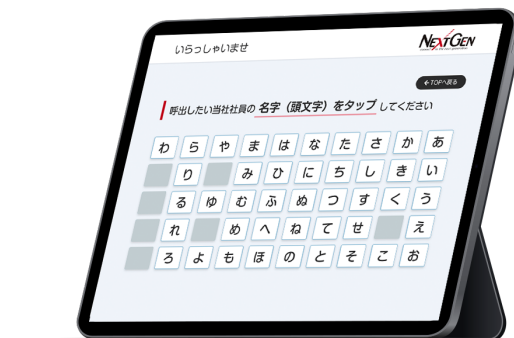 いらっしゃいませ
NEXTGEN
←TOPへ戻る
呼出したい当社社員の 名字（頭文字）をタップ してください
わ ら や ま は な た さ か あ
り み ひ に ち し き い
る ゆ む ふ ぬ つ す く う
れ め へ ね て せ え
ろ よ も ほ の と そ こ お